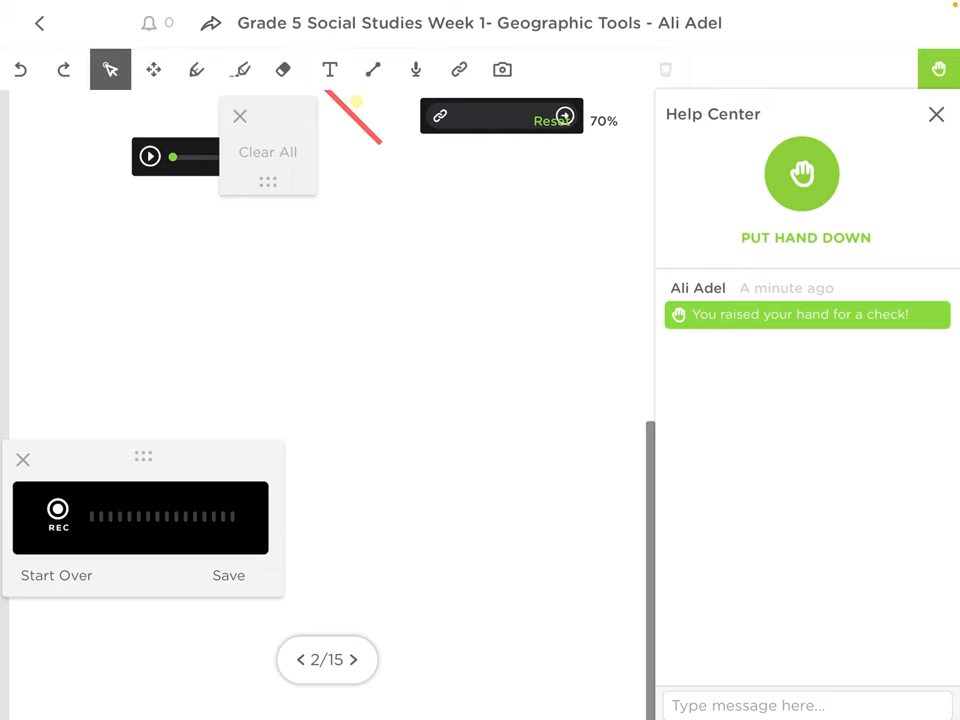 0
Grade 5 Social Studies Week 1- Geographic Tools - Ali Adel
Help Center
Clear All
Reset
70%
PUT HAND DOWN
Ali Adel A minute ago
You raised your hand for a check!
REC
Start Over Save
2/15
Type message here...